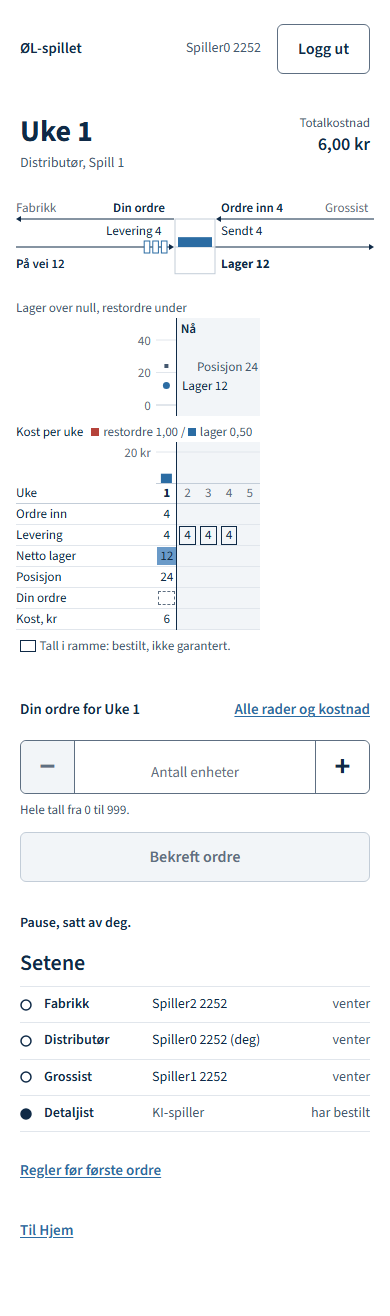 ØL-spillet Spiller0 2252 Logg ut
Uke 1 Totalkostnad
6,00 kr
Distributør, Spill 1
Fabrikk Din ordre Ordre inn 4 Grossist
Levering 4 Sendt 4
På vei 12 Lager 12
Lager over null, restordre under
Nå
40
Posisjon 24
20
Lager 12
0
Kost per uke restordre 1,00 / lager 0,50
20 kr
Uke 1 2 3 4 5
Ordre inn 4
Levering 4 4 4 4
Netto lager 12
Posisjon 24
Din ordre
Kost, kr 6
Tall i ramme: bestilt, ikke garantert.
Din ordre for Uke 1 Alle rader og kostnad
− Antall enheter +
Hele tall fra 0 til 999.
Bekreft ordre
Pause, satt av deg.
Setene
Fabrikk Spiller2 2252 venter
Distributør Spiller0 2252 (deg) venter
Grossist Spiller1 2252 venter
Detaljist KI-spiller har bestilt
Regler før første ordre
Til Hjem